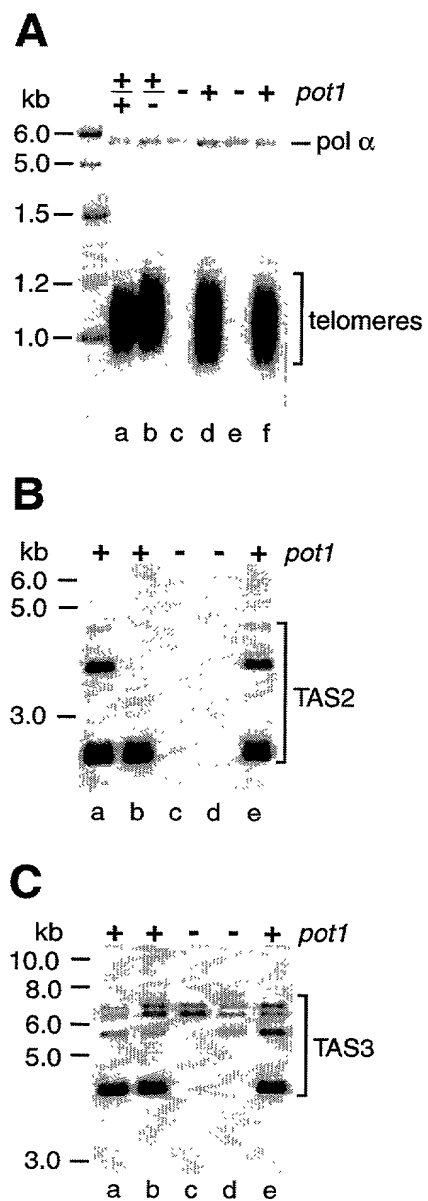 A
kb + + - + - + pot1
+ -
6.0 pol α
5.0
1.5
1.2
telomeres
1.0
a b c d e f
B
kb + + - - + pot1
6.0
5.0
TAS2
3.0
a b c d e
C
kb + + - - + pot1
10.0
8.0
6.0
TAS3
5.0
3.0
a b c d e